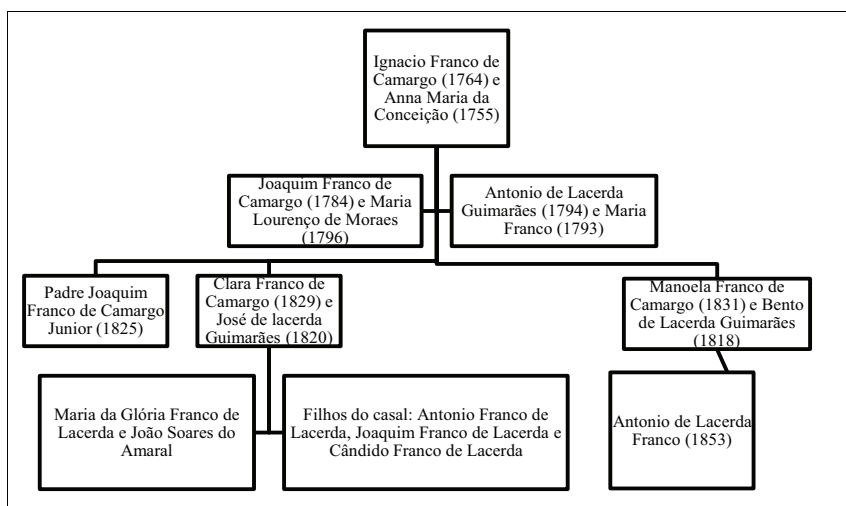 Ignacio Franco de
Camargo (1764) e
Anna Maria da
Conceição (1755)
Joaquim Franco de
Camargo (1784) e Maria
Lourenço de Moraes
(1796)
Antonio de Lacerda
Guimarães (1794) e Maria
Franco (1793)
Padre Joaquim
Franco de Camargo
Junior (1825)
Clara Franco de
Camargo (1829) e
José de lacerda
Guimarães (1820)
Manoela Franco de
Camargo (1831) e Bento
de Lacerda Guimarães
(1818)
Maria da Glória Franco de
Lacerda e João Soares do
Amaral
Filhos do casal: Antonio Franco de
Lacerda, Joaquim Franco de Lacerda e
Cândido Franco de Lacerda
Antonio de Lacerda
Franco (1853)